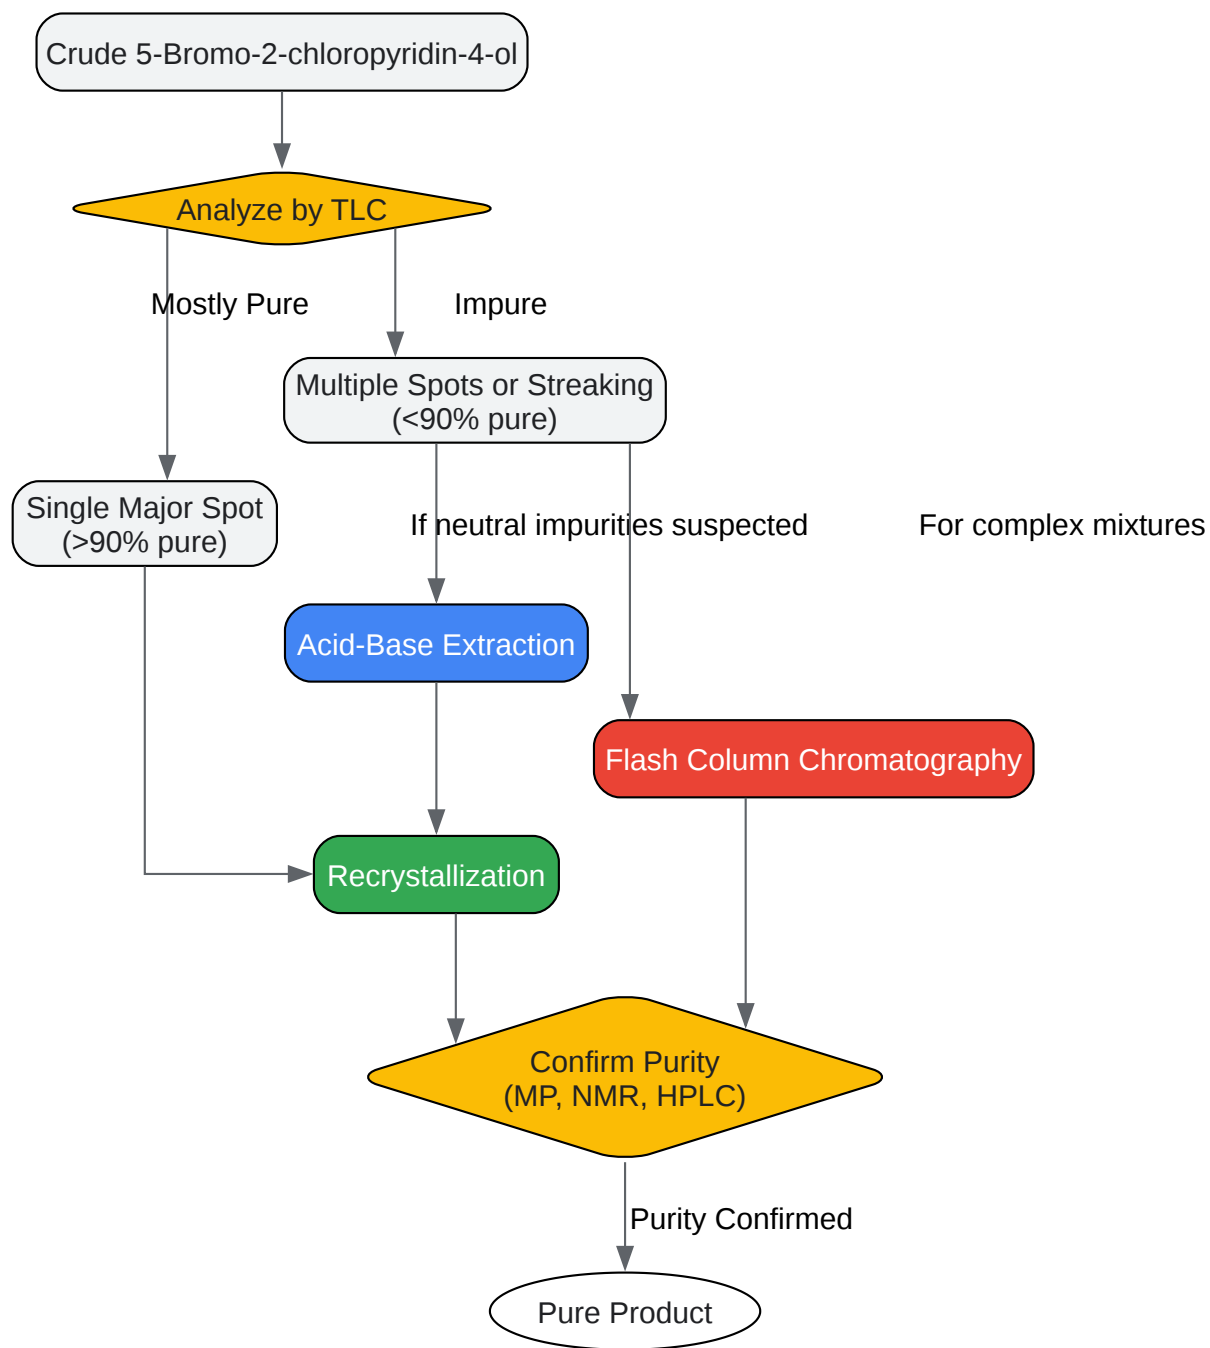 Crude 5-Bromo-2-chloropyridin-4-ol
Analyze by TLC
Mostly Pure
Impure
Multiple Spots or Streaking
(<90% pure)
Single Major Spot
(>90% pure)
If neutral impurities suspected
For complex mixtures
Acid-Base Extraction
Flash Column Chromatography
Recrystallization
Confirm Purity
(MP, NMR, HPLC)
Purity Confirmed
Pure Product